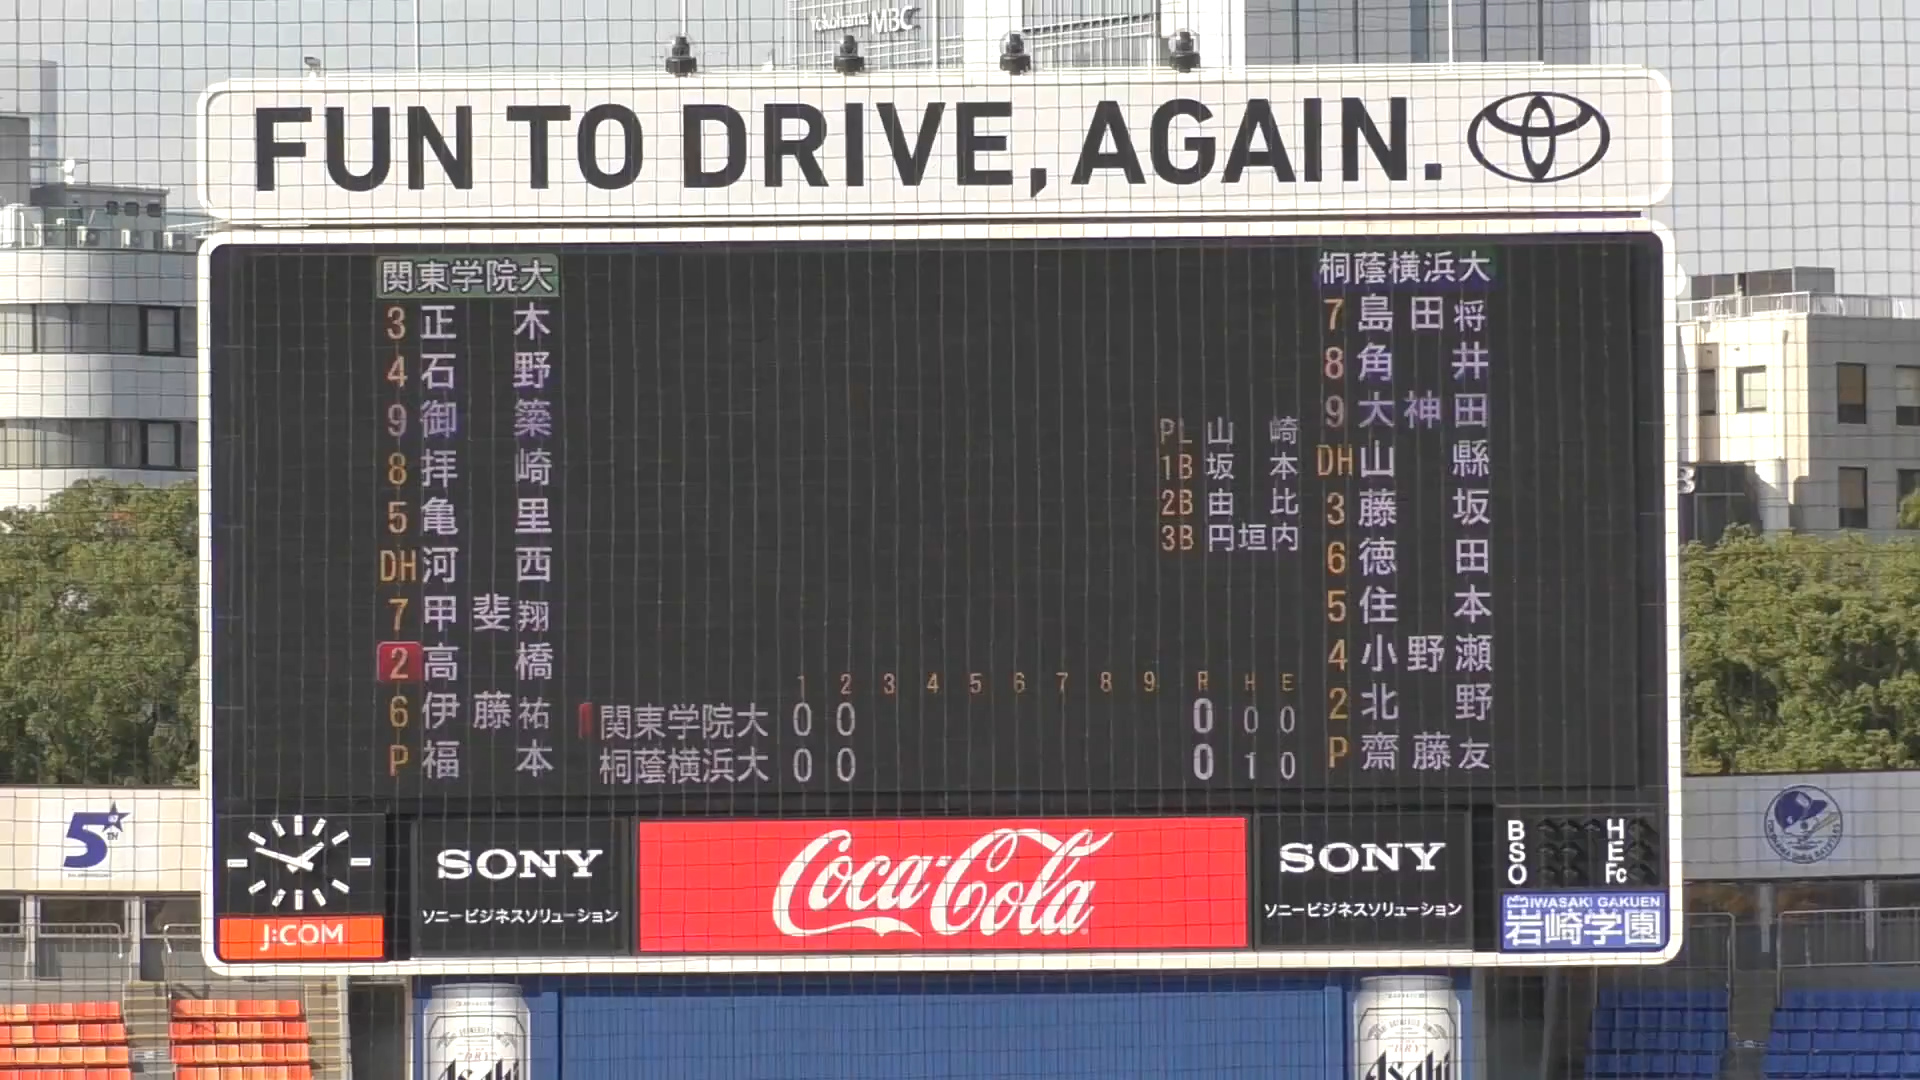 Yokohama MBC
FUN TO DRIVE, AGAIN.
関東学院大
3 正木
4 石野
9 御簗
8 拝崎
5 亀里
DH 河西
7 甲斐翔
2 高橋
6 伊藤祐
P 福本
PL 山崎
1B 坂本
2B 由比
3B 円垣内
桐蔭横浜大
7 島田将
8 角井
9 大神田
DH 山縣
3 藤坂
6 徳田
5 住本
4 小野瀬
2 北野
P 齋藤友
1 2 3 4 5 6 7 8 9 R H E
関東学院大 0 0 0 0 0
桐蔭横浜大 0 0 0 1 0
5TH
J:COM
SONY
ソニービジネスソリューション
Coca-Cola
SONY
ソニービジネスソリューション
B H
S E
O Fc
IWASAKI GAKUEN
岩崎学園
"DRY"
Asahi
"DRY"
Asahi